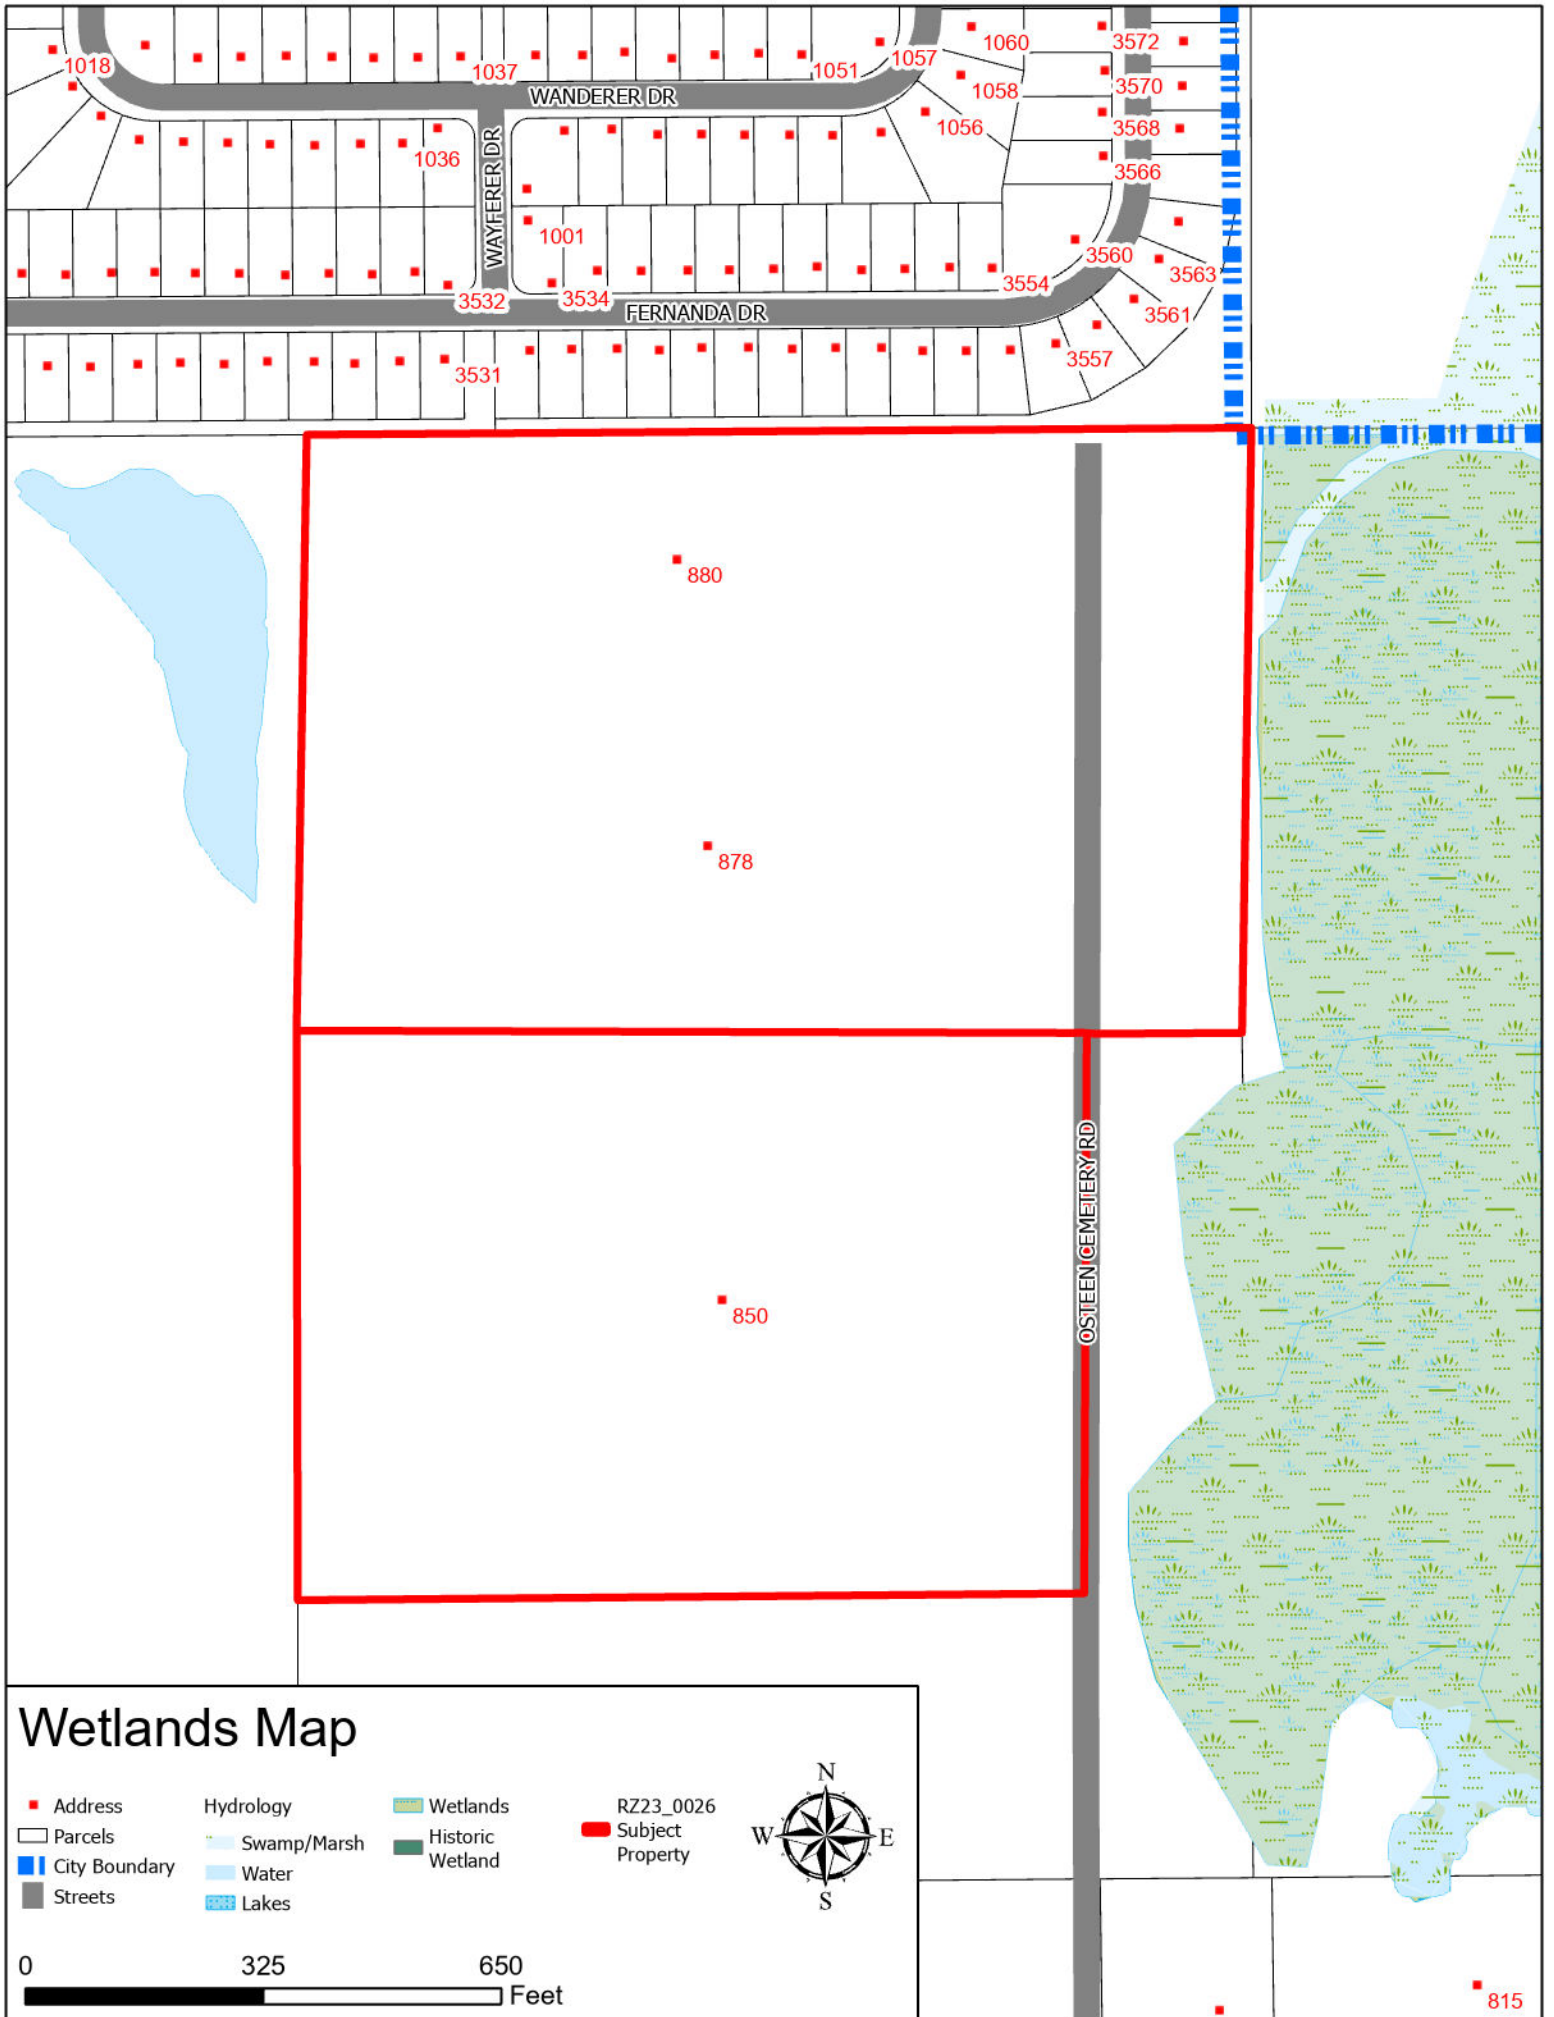 1060
3572
1018
1037
1051
1057
1058
3570
WANDERER DR
1056
3568
1036
WAYFERER DR
3566
1001
3560
3563
3554
3532
3534
FERNANDA DR
3561
3557
3531
880
878
OSTEEN CEMETERY RD
850
Wetlands Map
Address
Parcels
City Boundary
Streets
Hydrology
Swamp/Marsh
Water
Lakes
Wetlands
Historic
Wetland
RZ23_0026
Subject
Property
N
W
E
S
0 325 650
Feet
815